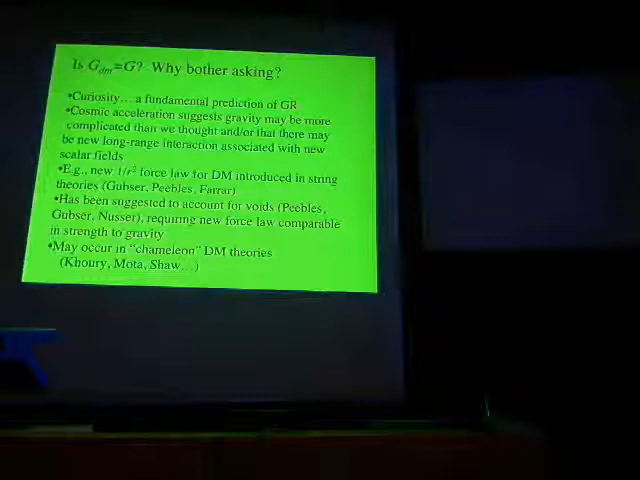 Is Gdm=G? Why bother asking?
•Curiosity… a fundamental prediction of GR
•Cosmic acceleration suggests gravity may be more
complicated than we thought and/or that there may
be new long-range interaction associated with new
scalar fields
•E.g., new 1/r² force law for DM introduced in string
theories (Gubser, Peebles, Farrar)
•Has been suggested to account for voids (Peebles,
Gubser, Nusser), requiring new force law comparable
in strength to gravity
•May occur in “chameleon” DM theories
(Khoury, Mota, Shaw…)